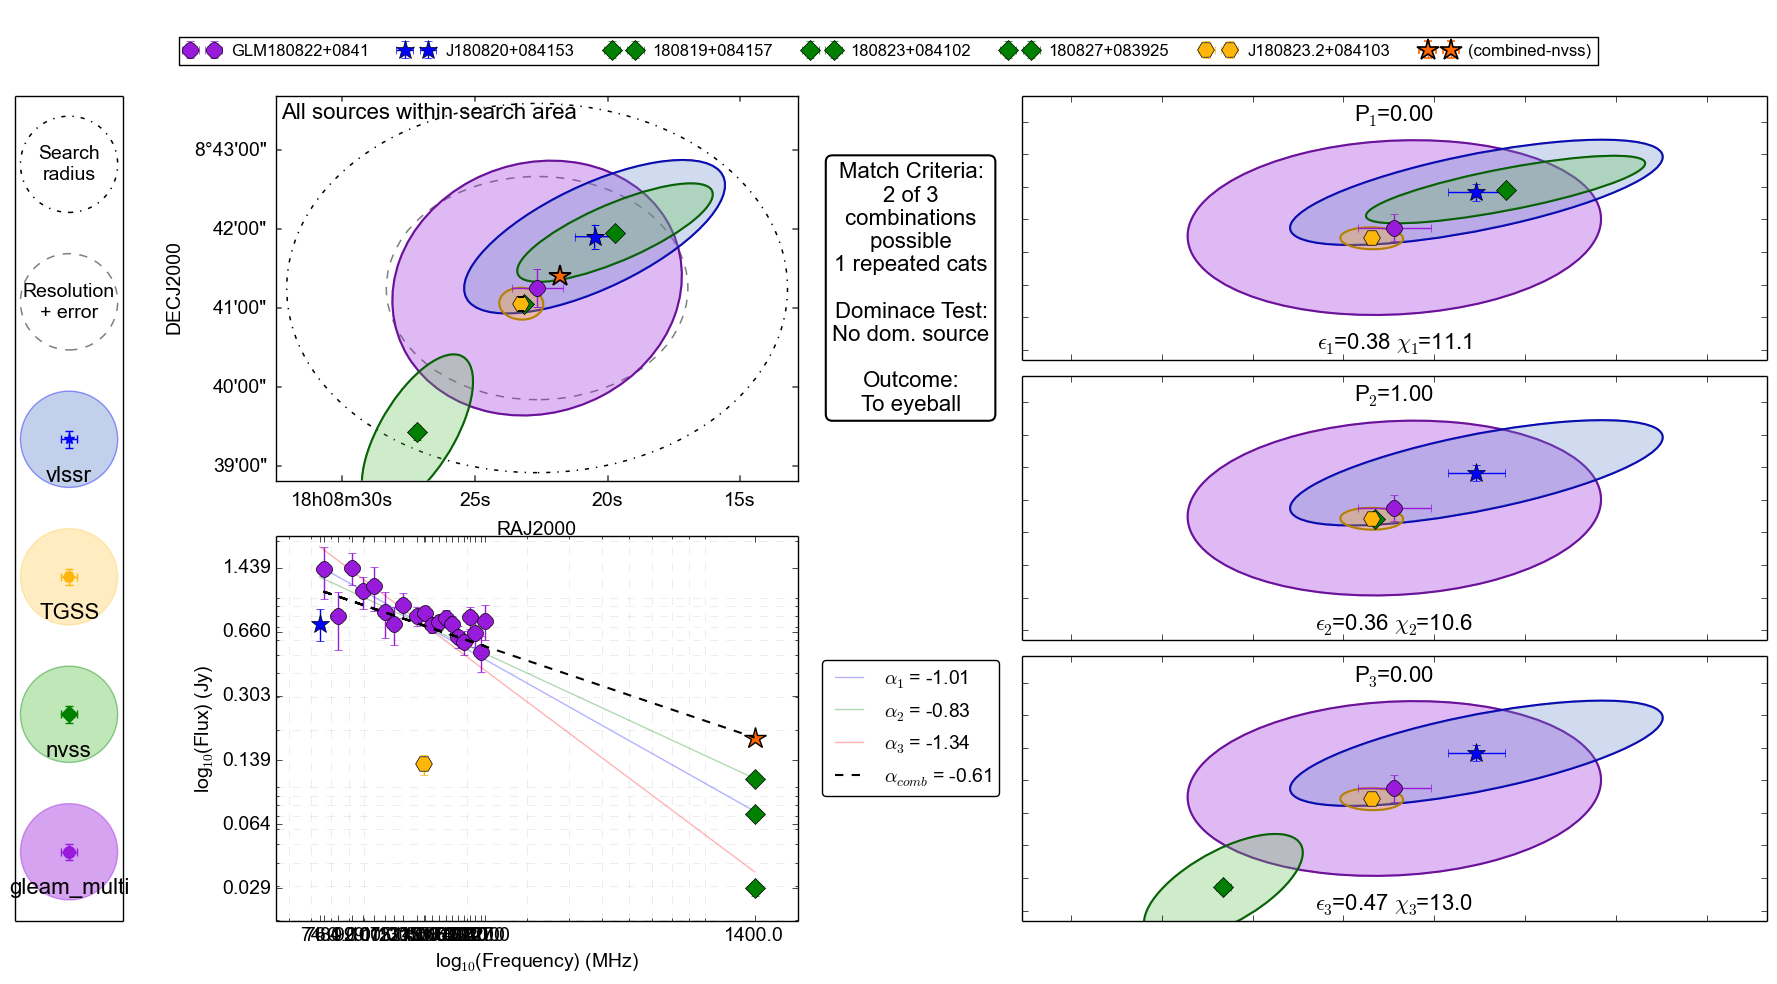 GLM180822+0841
J180820+084153
180819+084157
180823+084102
180827+083925
J180823.2+084103
(combined-nvss)
Search
radius
Resolution
+ error
vlssr
TGSS
nvss
gleam_multi
All sources within search area
8°43'00"
42'00"
41'00"
40'00"
39'00"
DECJ2000
18h08m30s
25s
20s
15s
RAJ2000
Match Criteria:
2 of 3
combinations
possible
1 repeated cats
Dominace Test:
No dom. source
Outcome:
To eyeball
1.439
0.660
0.303
0.139
0.064
0.029
log10(Flux) (Jy)
1400.0
log10(Frequency) (MHz)
α1 = -1.01
α2 = -0.83
α3 = -1.34
αcomb = -0.61
P1=0.00
ϵ1=0.38 χ1=11.1
P2=1.00
ϵ2=0.36 χ2=10.6
P3=0.00
ϵ3=0.47 χ3=13.0